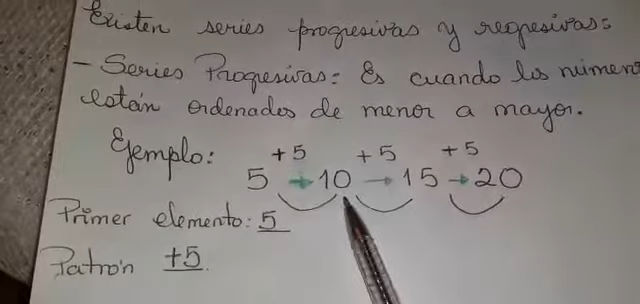 Existen series progresivas y regresivas:
- Series Progresivas: Es cuando los número
están ordenados de menor a mayor.
+5 +5 +5
Ejemplo: 5 → 10 → 15 → 20
Primer elemento: 5
Patrón +5